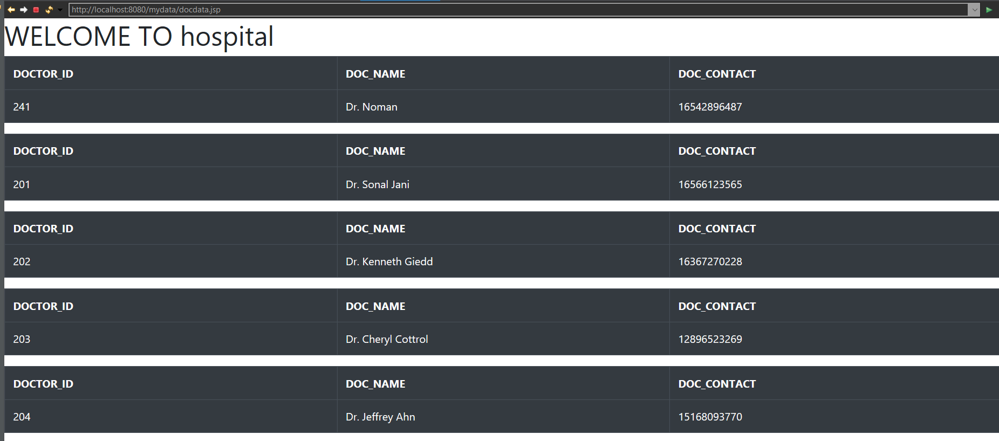 http://localhost:8080/mydata/docdata.jsp
WELCOME TO hospital
DOCTOR_ID DOC_NAME DOC_CONTACT
241 Dr. Noman 16542896487
DOCTOR_ID DOC_NAME DOC_CONTACT
201 Dr. Sonal Jani 16566123565
DOCTOR_ID DOC_NAME DOC_CONTACT
202 Dr. Kenneth Giedd 16367270228
DOCTOR_ID DOC_NAME DOC_CONTACT
203 Dr. Cheryl Cottrol 12896523269
DOCTOR_ID DOC_NAME DOC_CONTACT
204 Dr. Jeffrey Ahn 15168093770